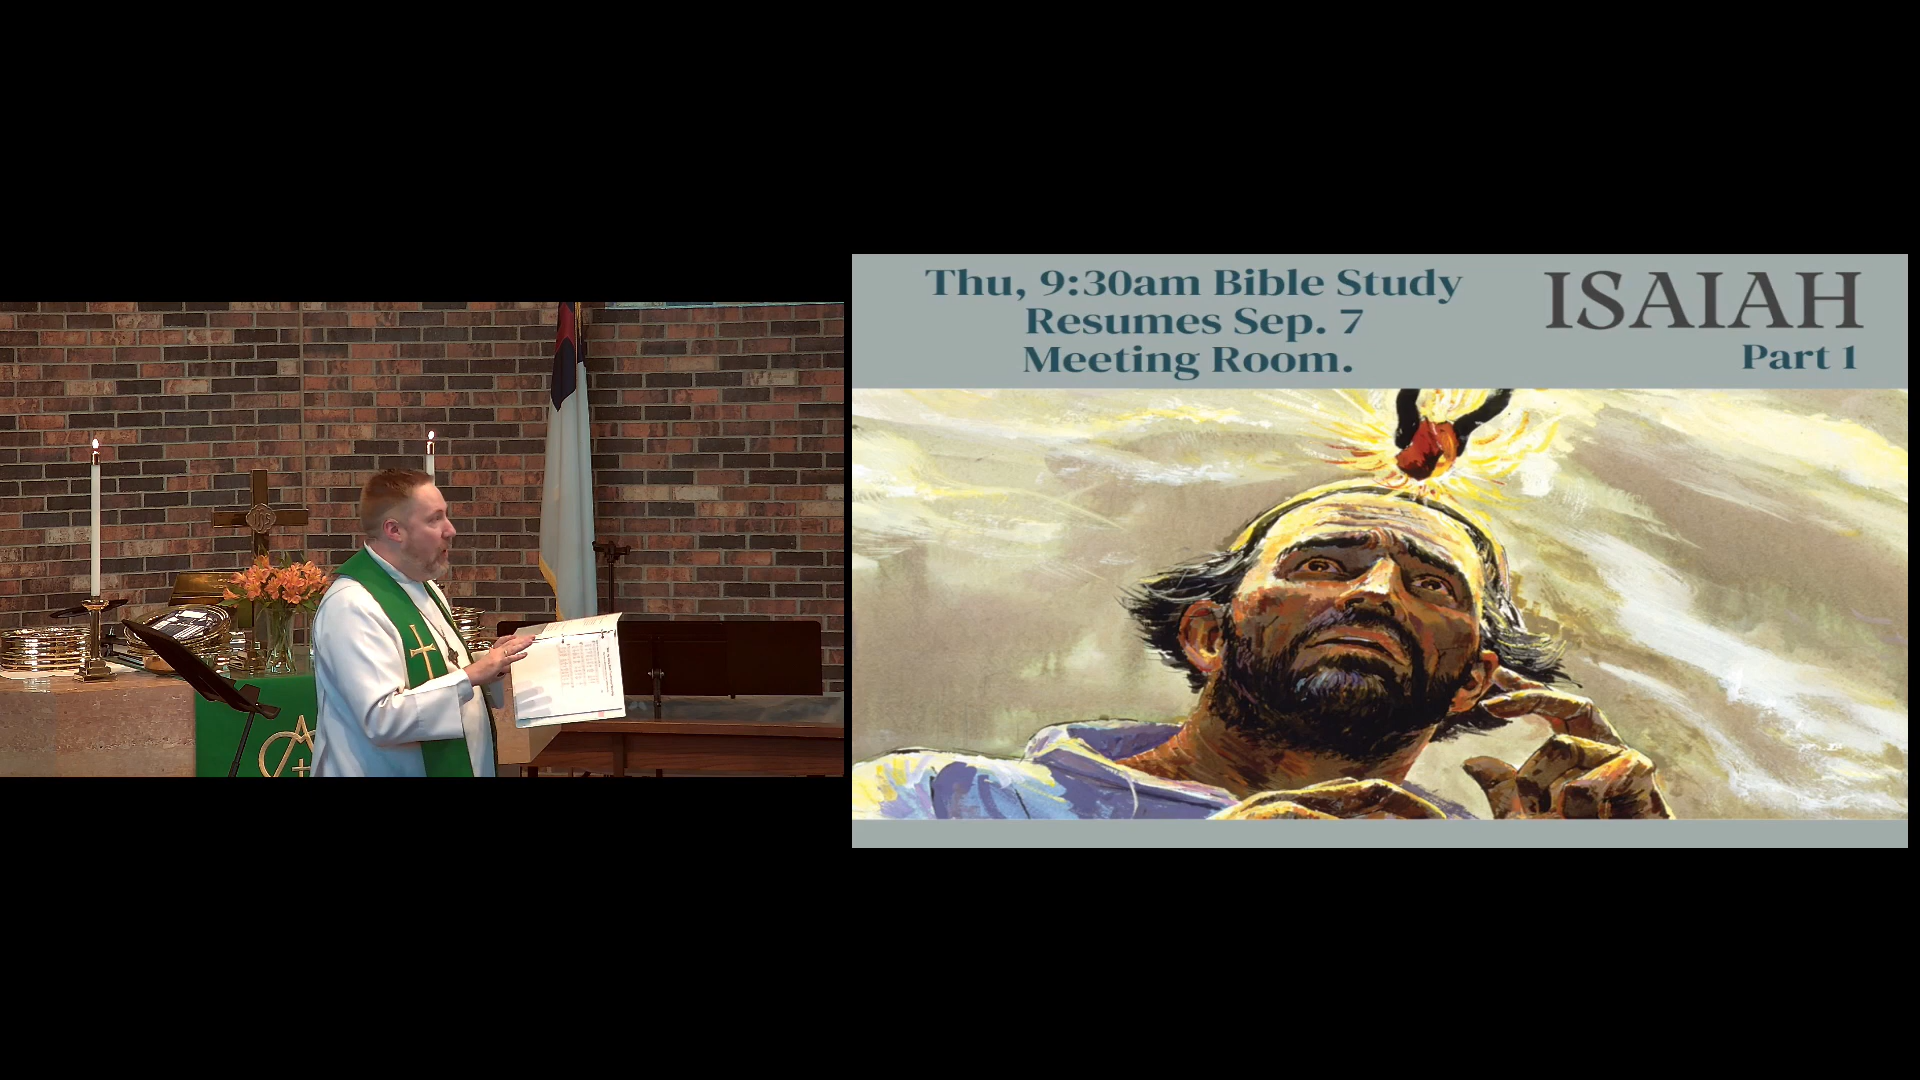 Thu, 9:30am Bible Study
Resumes Sep. 7
Meeting Room.
ISAIAH
Part 1